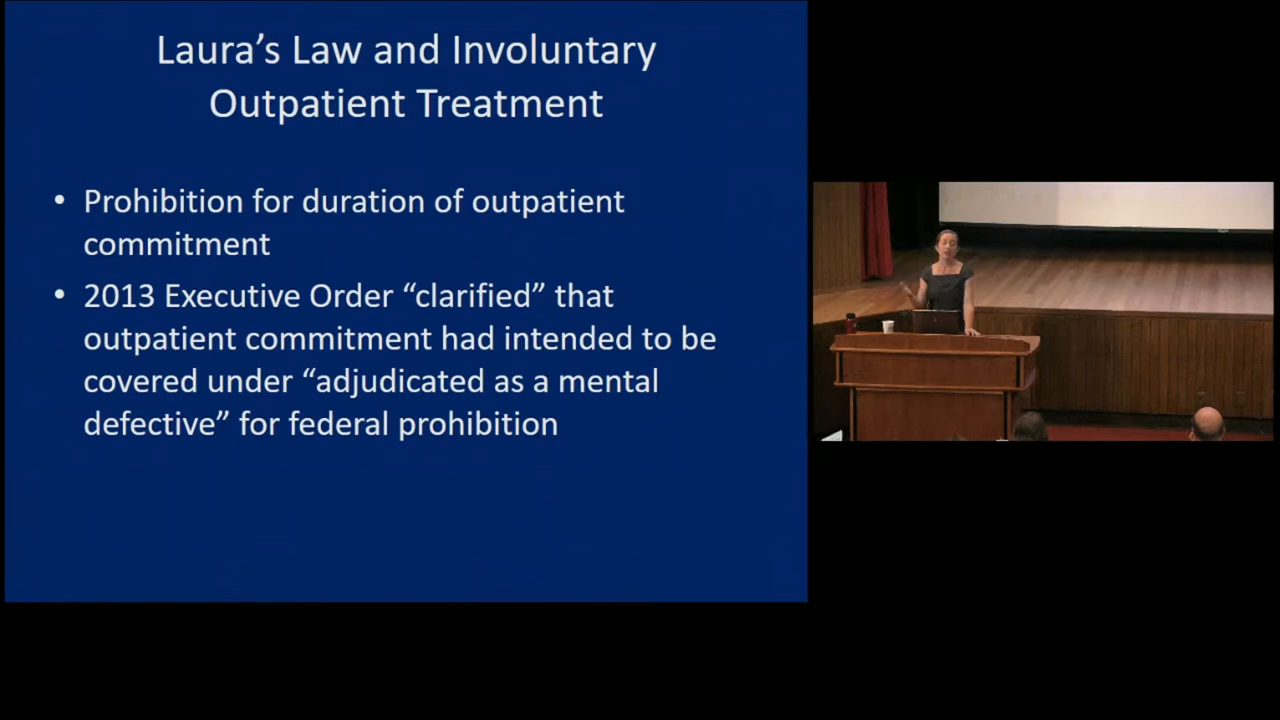 Laura’s Law and Involuntary
Outpatient Treatment
• Prohibition for duration of outpatient
commitment
• 2013 Executive Order “clarified” that
outpatient commitment had intended to be
covered under “adjudicated as a mental
defective” for federal prohibition